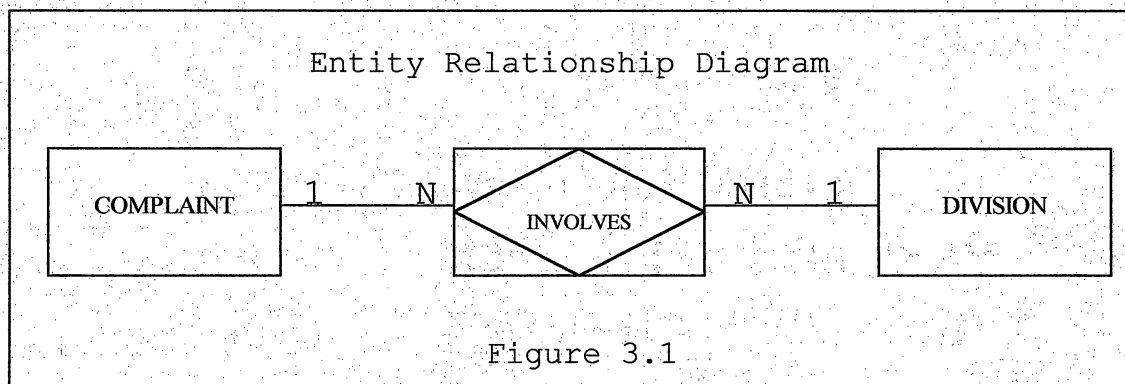 Entity Relationship Diagram
COMPLAINT 1 N INVOLVES N 1 DIVISION
Figure 3.1